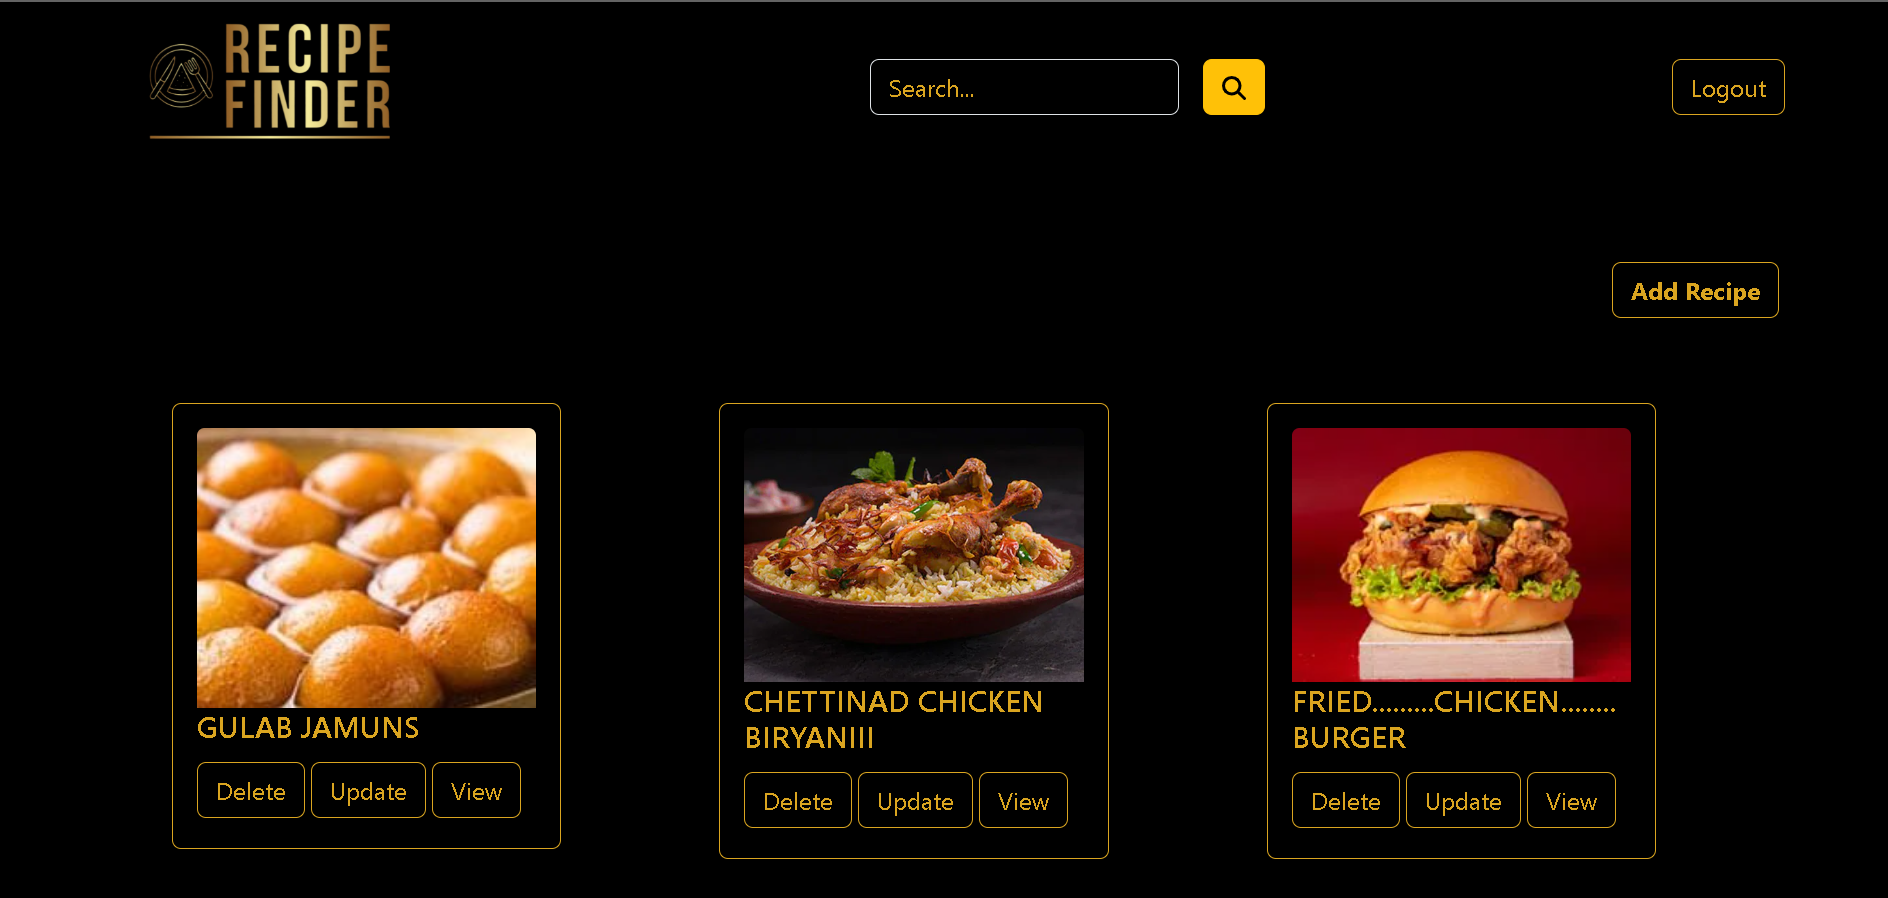 RECIPE
FINDER
Search...
Logout
Add Recipe
GULAB JAMUNS
Delete Update View
CHETTINAD CHICKEN
BIRYANIII
Delete Update View
FRIED.........CHICKEN........
BURGER
Delete Update View